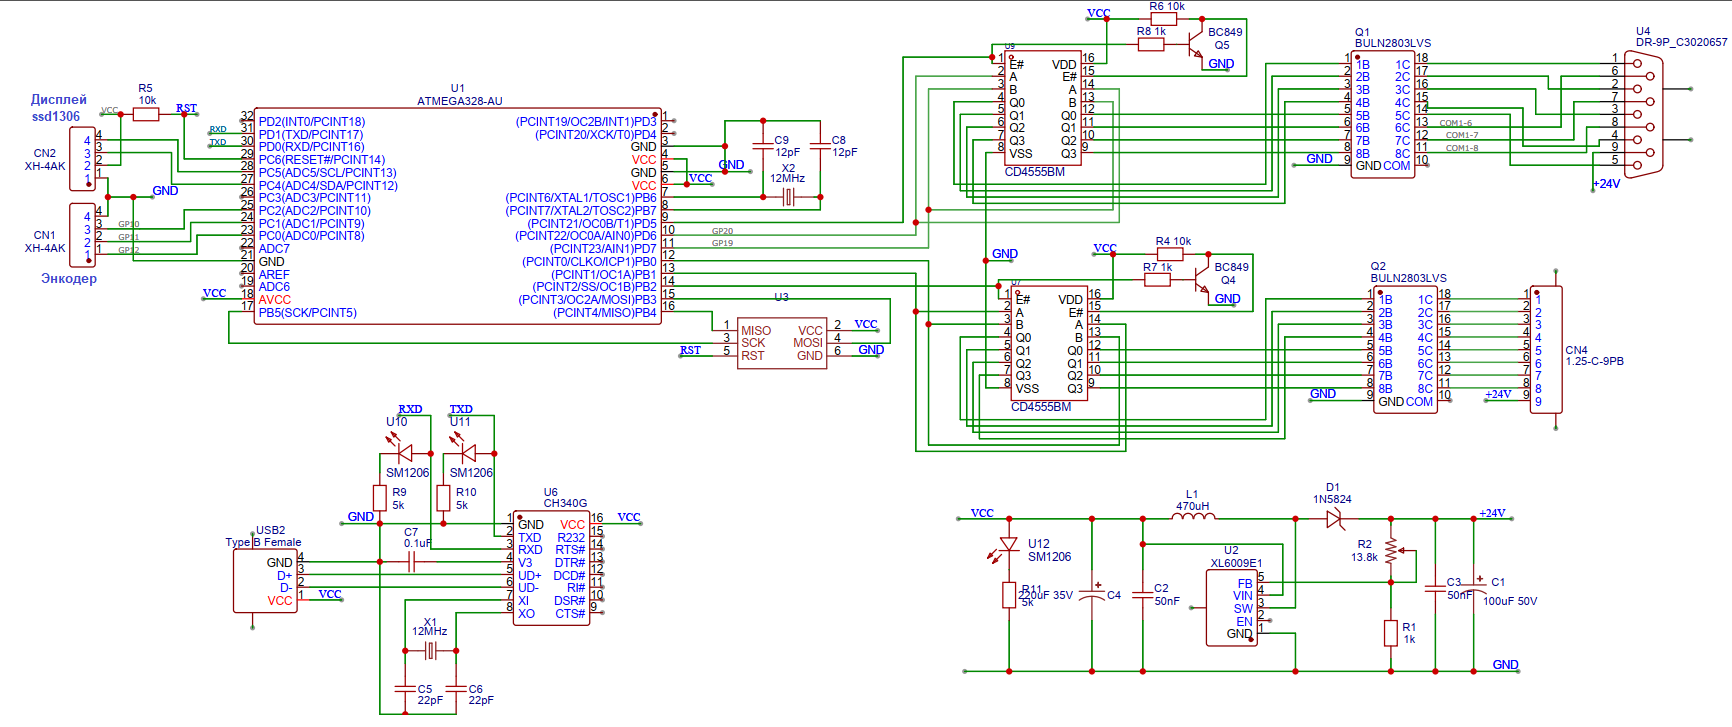 Дисплей
ssd1306
CN2
XH-4AK
4
3
2
1
VCC
R5
10k
RST
RXD
TXD
GND
CN1
XH-4AK
4
3
2
1
GP10
GP11
GP12
Энкодер
VCC
U1
ATMEGA328-AU
32 PD2(INT0/PCINT18)
31 PD1(TXD/PCINT17)
30 PD0(RXD/PCINT16)
29 PC6(RESET#/PCINT14)
28 PC5(ADC5/SCL/PCINT13)
27 PC4(ADC4/SDA/PCINT12)
26 PC3(ADC3/PCINT11)
25 PC2(ADC2/PCINT10)
24 PC1(ADC1/PCINT9)
23 PC0(ADC0/PCINT8)
22 ADC7
21 GND
20 AREF
19 ADC6
18 AVCC
17 PB5(SCK/PCINT5)
(PCINT19/OC2B/INT1)PD3 1
(PCINT20/XCK/T0)PD4 2
GND 3
VCC 4
GND 5
VCC 6
(PCINT6/XTAL1/TOSC1)PB6 7
(PCINT7/XTAL2/TOSC2)PB7 8
(PCINT21/OC0B/T1)PD5 9
(PCINT22/OC0A/AIN0)PD6 10
(PCINT23/AIN1)PD7 11
(PCINT0/CLKO/ICP1)PB0 12
(PCINT1/OC1A)PB1 13
(PCINT2/SS/OC1B)PB2 14
(PCINT3/OC2A/MOSI)PB3 15
(PCINT4/MISO)PB4 16
C9
12pF
C8
12pF
GND
VCC
X2
12MHz
GP20
GP19
U3
1 MISO VCC 2 VCC
3 SCK MOSI 4
RST 5 RST GND 6 GND
VCC
R6 10k
R8 1k
BC849
Q5
GND
U9
1 E# VDD 16
2 A E# 15
3 B A 14
4 Q0 B 13
5 Q1 Q0 12
6 Q2 Q1 11
7 Q3 Q2 10
8 VSS Q3 9
CD4555BM
GND
VCC
R4 10k
R7 1k
BC849
Q4
GND
U7
1 E# VDD 16
2 A E# 15
3 B A 14
4 Q0 B 13
5 Q1 Q0 12
6 Q2 Q1 11
7 Q3 Q2 10
8 VSS Q3 9
CD4555BM
Q1
BULN2803LVS
1 1B 1C 18
2 2B 2C 17
3 3B 3C 16
4 4B 4C 15
5 5B 5C 14
6 6B 6C 13
7 7B 7C 12
8 8B 8C 11
GND 9 GND COM 10
COM1-6
COM1-7
COM1-8
U4
DR-9P_C3020657
1
6
2
7
3
8
4
9
5
+24V
Q2
BULN2803LVS
1 1B 1C 18
2 2B 2C 17
3 3B 3C 16
4 4B 4C 15
5 5B 5C 14
6 6B 6C 13
7 7B 7C 12
8 8B 8C 11
GND 9 GND COM 10
+24V
1 1
2 2
3 3
4 4
5 5
6 6
7 7
8 8
9 9
CN4
1.25-C-9PB
RXD
TXD
U10
U11
SM1206
SM1206
R9
5k
R10
5k
GND
U6
CH340G
1 GND VCC 16 VCC
2 TXD R232 15
3 RXD RTS# 14
4 V3 DTR# 13
5 UD+ DCD# 12
6 UD- RI# 11
7 XI DSR# 10
8 XO CTS# 9
C7
0.1uF
USB2
Type B Female
GND 4
D+ 3
D- 2
VCC 1
VCC
X1
12MHz
C5
22pF
C6
22pF
VCC
U12
SM1206
R11
5k
220uF 35V
C4
C2
50nF
L1
470uH
U2
XL6009E1
FB 5
VIN 4
SW 3
EN 2
GND 1
D1
1N5824
R2
13.8k
R1
1k
C3
50nF
C1
100uF 50V
+24V
GND